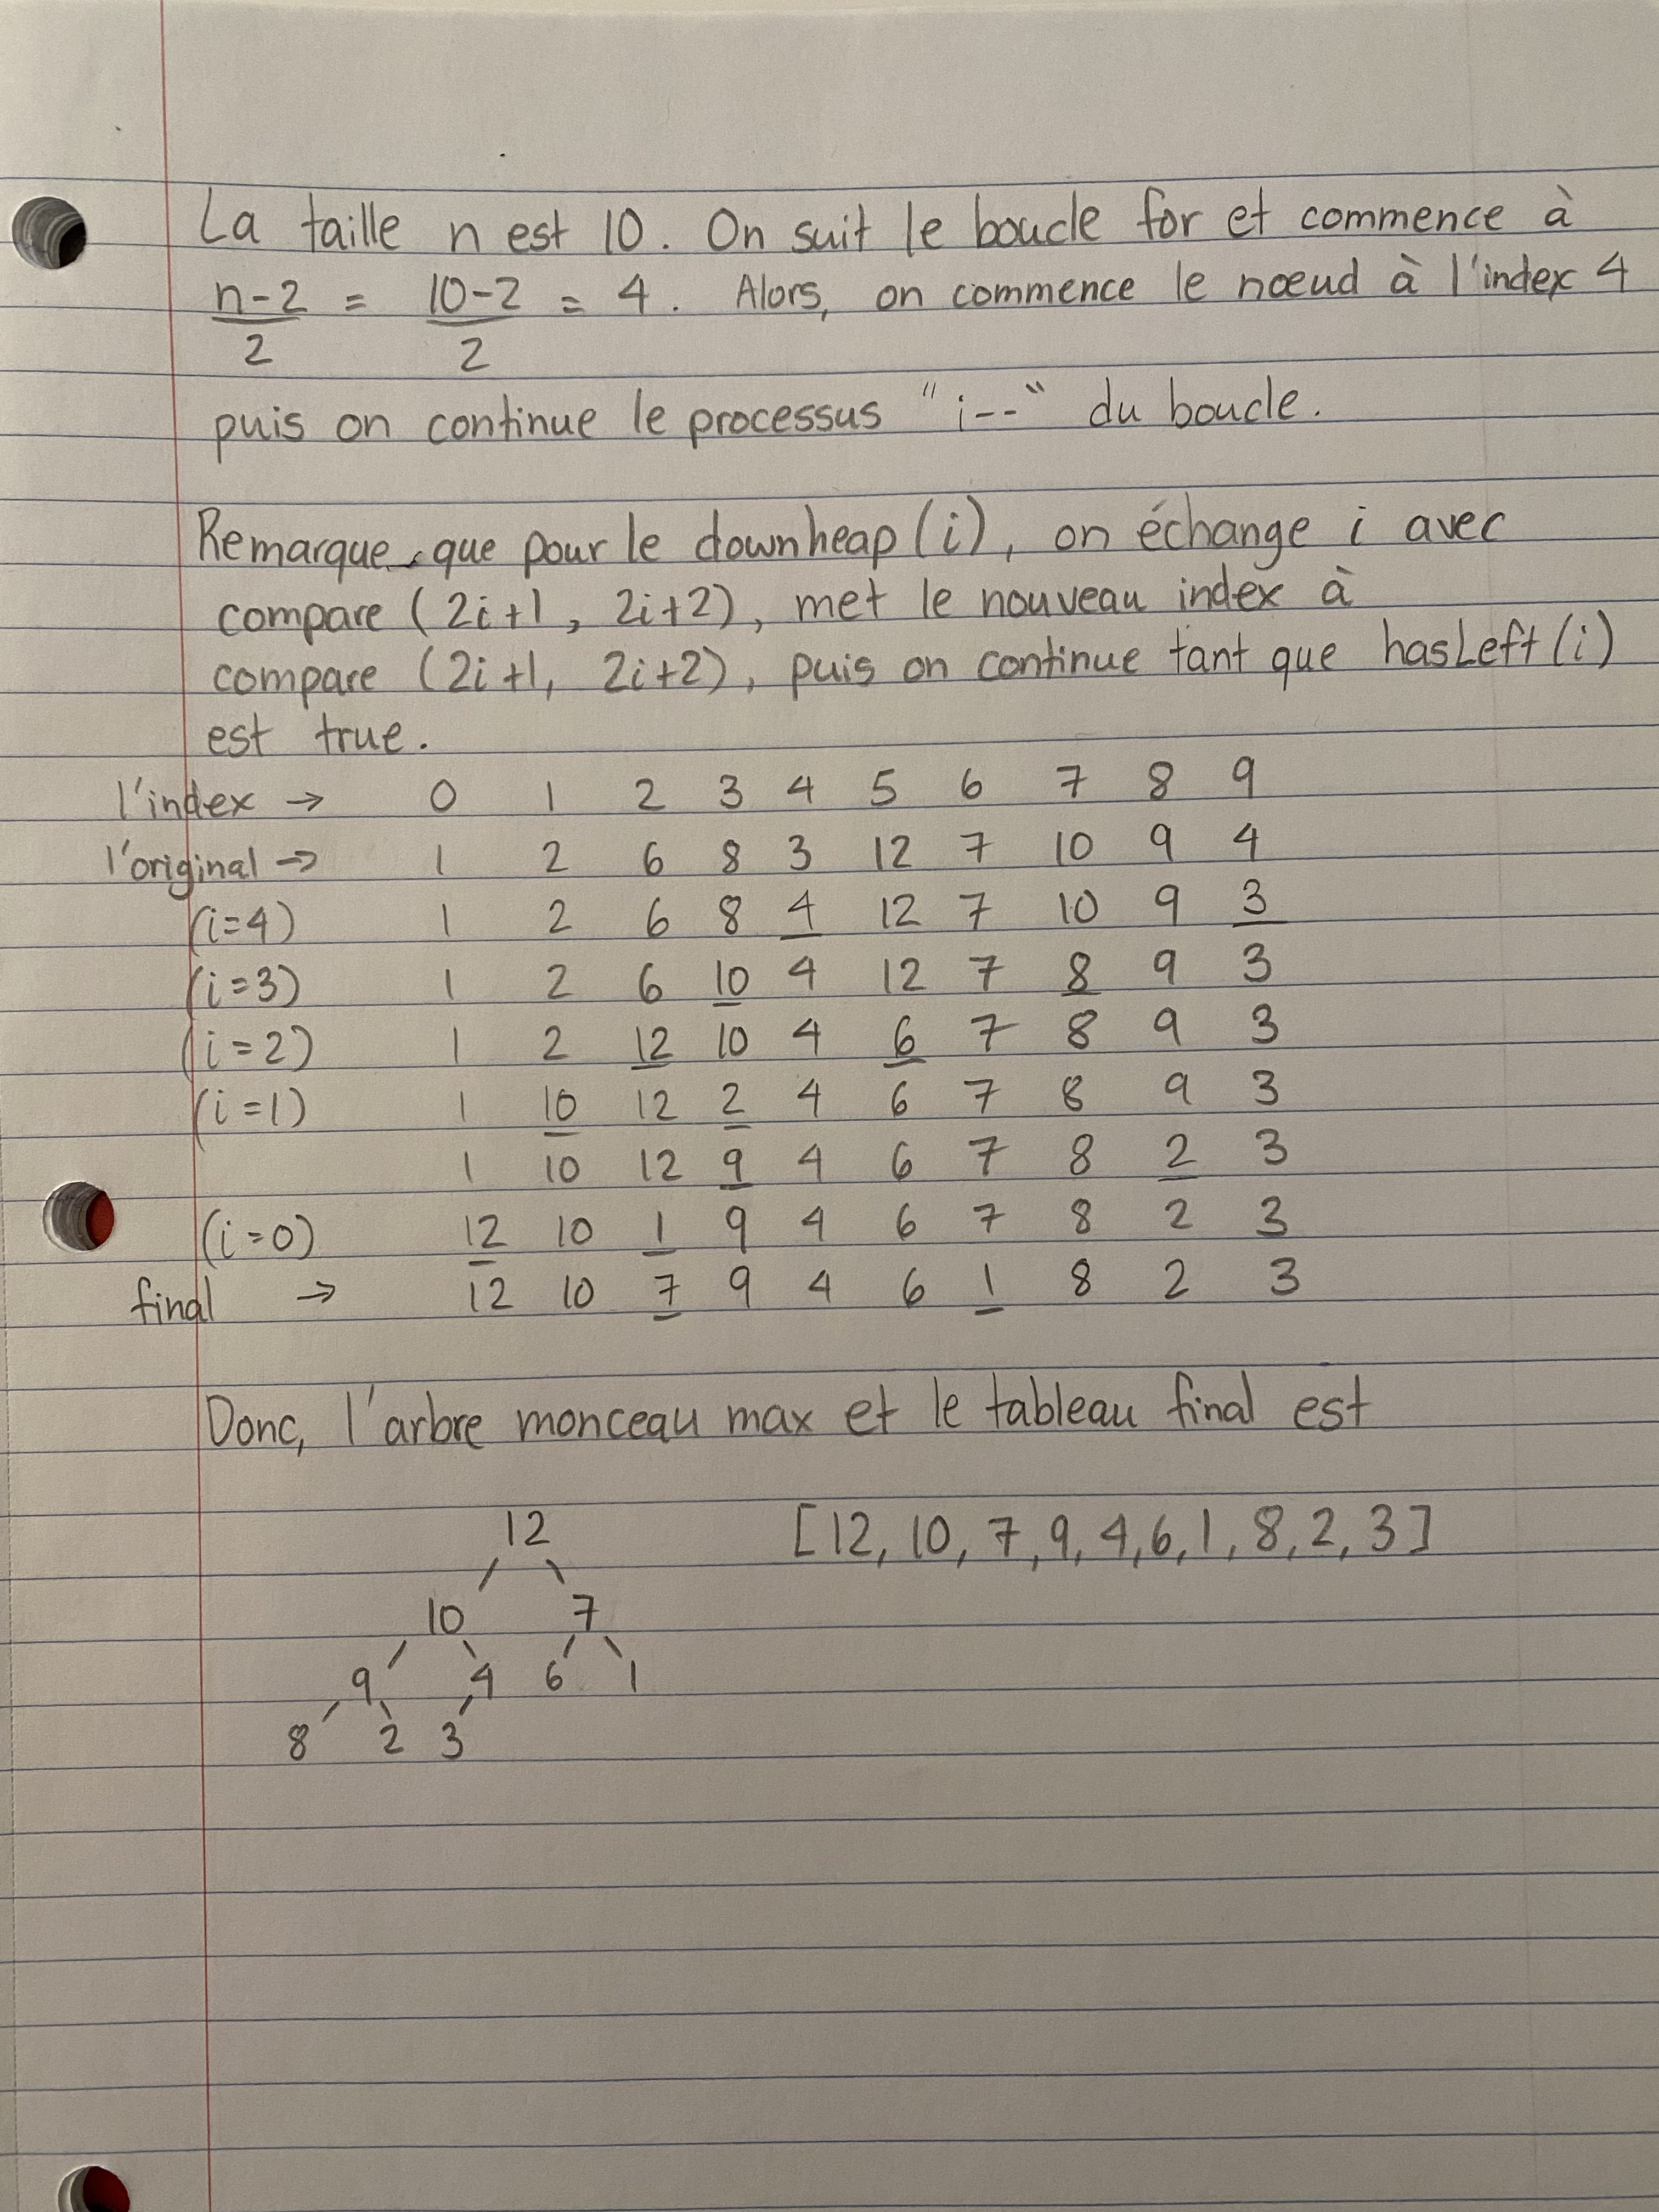 La taille n est 10. On suit le boucle for et commence à
n-2 = 10-2 = 4. Alors, on commence le nœud à l'index 4
2 2
puis on continue le processus "i--" du boucle.
Remarque que pour le downheap(i), on échange i avec
compare (2i+1, 2i+2), met le nouveau index à
compare (2i+1, 2i+2), puis on continue tant que hasLeft(i)
est true.
l'index → 0 1 2 3 4 5 6 7 8 9
l'original → 1 2 6 8 3 12 7 10 9 4
(i=4) 1 2 6 8 4 12 7 10 9 3
(i=3) 1 2 6 10 4 12 7 8 9 3
(i=2) 1 2 12 10 4 6 7 8 9 3
(i=1) 1 10 12 2 4 6 7 8 9 3
1 10 12 9 4 6 7 8 2 3
(i=0) 12 10 1 9 4 6 7 8 2 3
final → 12 10 7 9 4 6 1 8 2 3
Donc, l'arbre monceau max et le tableau final est
12 [12, 10, 7, 9, 4, 6, 1, 8, 2, 3]
10 7
9 4 6 1
8 2 3